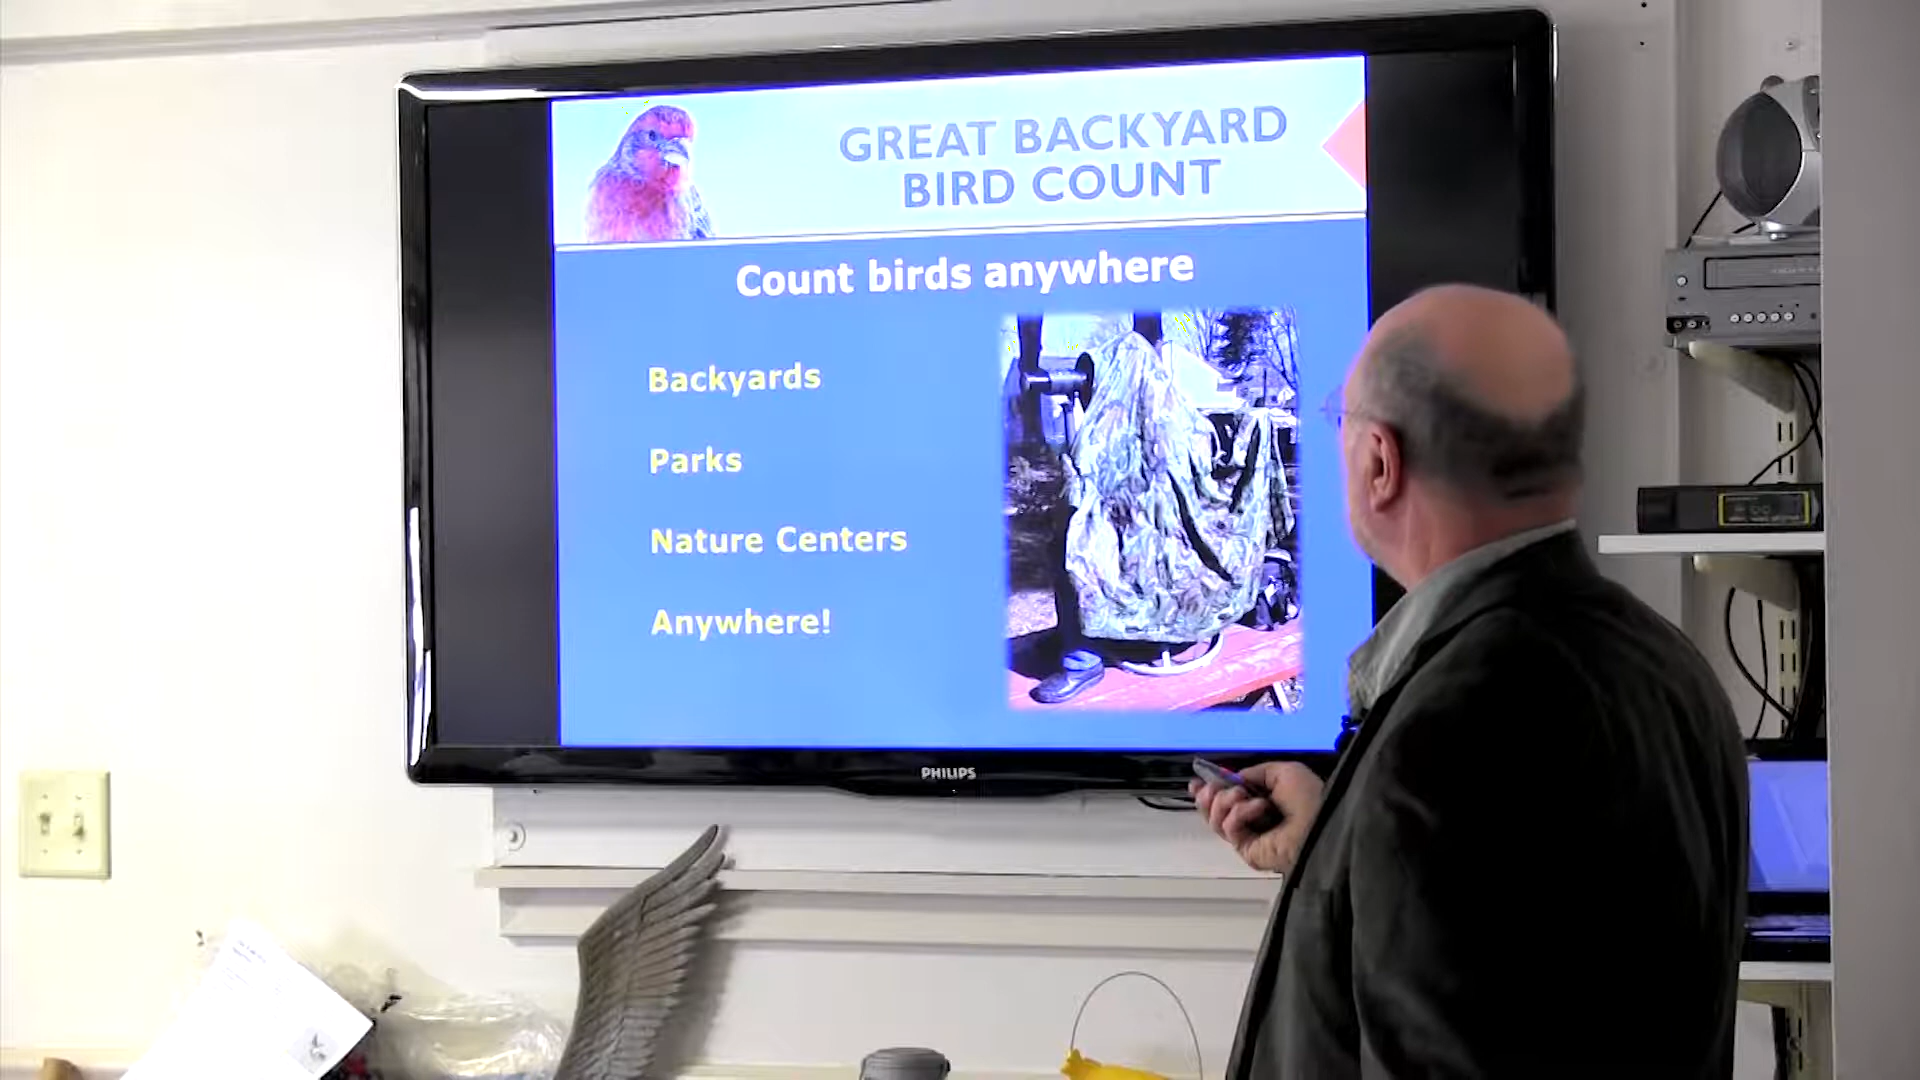 GREAT BACKYARD
BIRD COUNT
Count birds anywhere
Backyards
Parks
Nature Centers
Anywhere!
PHILIPS